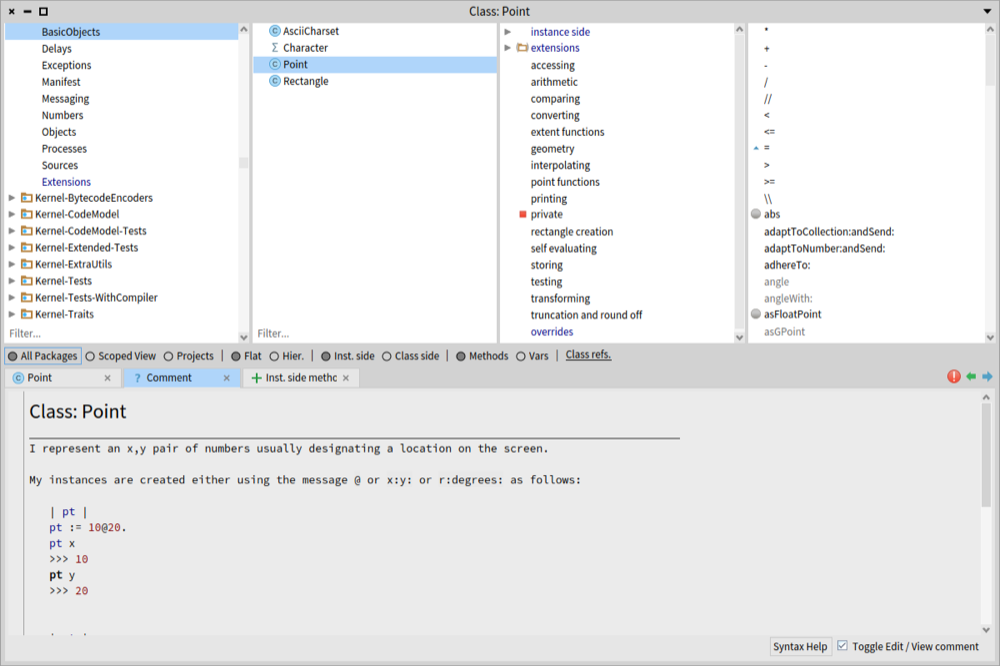 Class: Point
BasicObjects
Delays
Exceptions
Manifest
Messaging
Numbers
Objects
Processes
Sources
Extensions
Kernel-BytecodeEncoders
Kernel-CodeModel
Kernel-CodeModel-Tests
Kernel-Extended-Tests
Kernel-ExtraUtils
Kernel-Tests
Kernel-Tests-WithCompiler
Kernel-Traits
Filter...
AsciiCharset
Character
Point
Rectangle
Filter...
instance side
extensions
accessing
arithmetic
comparing
converting
extent functions
geometry
interpolating
point functions
printing
private
rectangle creation
self evaluating
storing
testing
transforming
truncation and round off
overrides
*
+
-
/
//
<
<=
=
>
>=
\\
abs
adaptToCollection:andSend:
adaptToNumber:andSend:
adhereTo:
angle
angleWith:
asFloatPoint
asGPoint
All Packages Scoped View Projects | Flat Hier. | Inst. side Class side | Methods Vars | Class refs.
Point × ? Comment × Inst. side methc ×
Class: Point
I represent an x,y pair of numbers usually designating a location on the screen.
My instances are created either using the message @ or x:y: or r:degrees: as follows:
| pt |
pt := 10@20.
pt x
>>> 10
pt y
>>> 20
Syntax Help Toggle Edit / View comment